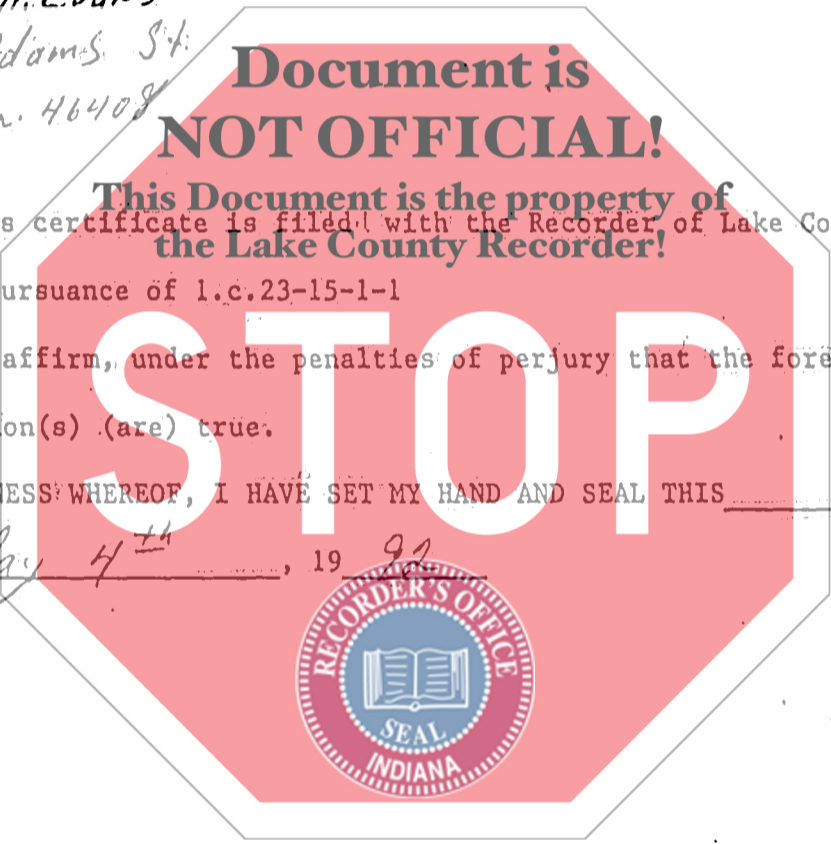 Adams St.
46408
Document is
NOT OFFICIAL!
This Document is the property of
s certificate is filed with the Recorder of Lake Co
the Lake County Recorder!
ursuance of 1.c.23-15-1-1
affirm, under the penalties of perjury that the fore
on(s) (are) true.
STOP
NESS WHEREOF, I HAVE SET MY HAND AND SEAL THIS
4th, 19 92
RECORDER'S OFFICE
SEAL
INDIANA